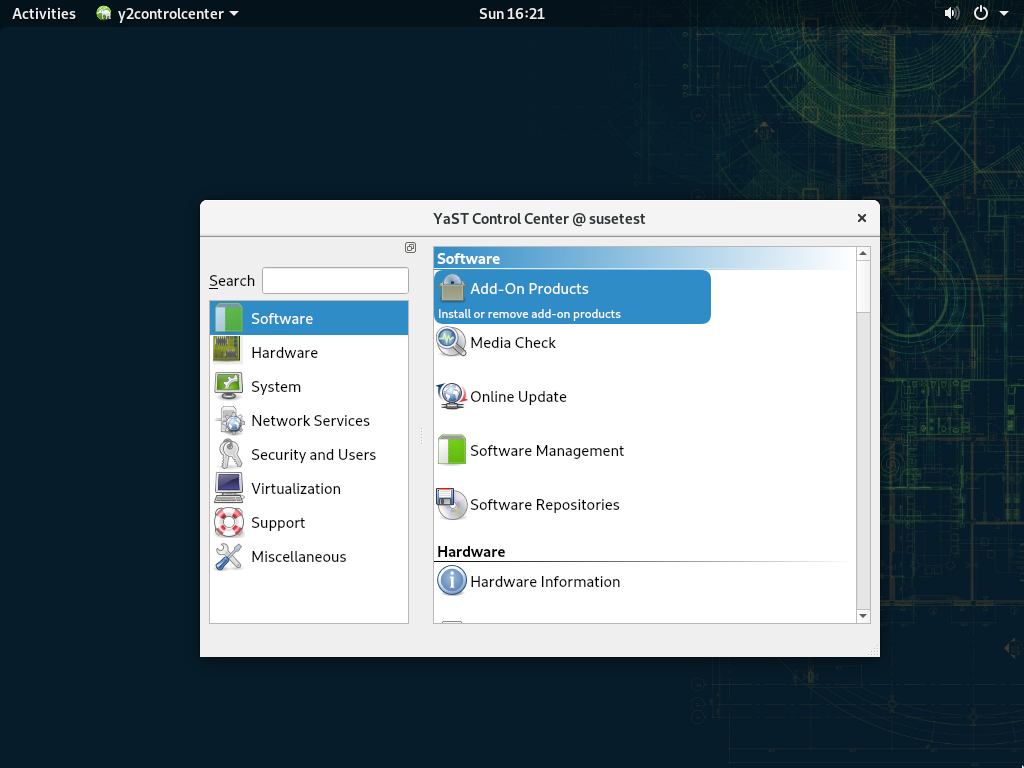 Activities
y2controlcenter
Sun 16:21
YaST Control Center @ susetest
Search
Software
Hardware
System
Network Services
Security and Users
Virtualization
Support
Miscellaneous
Software
Add-On Products
Install or remove add-on products
Media Check
Online Update
Software Management
Software Repositories
Hardware
Hardware Information